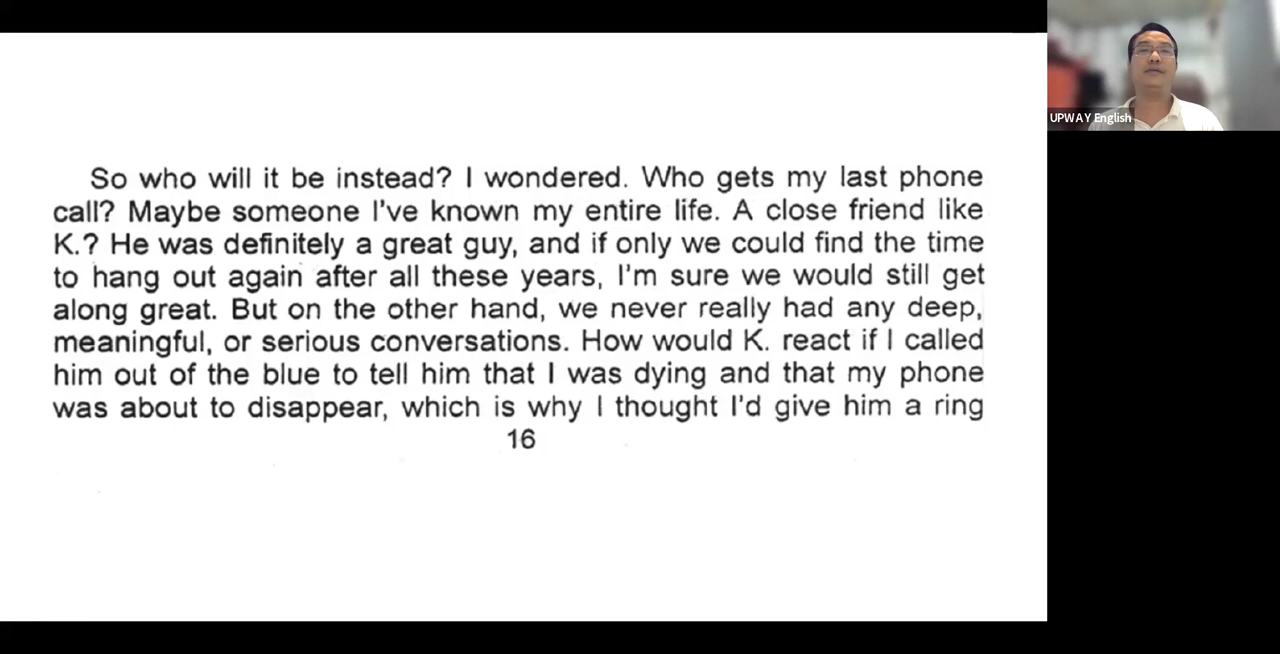 So who will it be instead? I wondered. Who gets my last phone
call? Maybe someone I've known my entire life. A close friend like
K.? He was definitely a great guy, and if only we could find the time
to hang out again after all these years, I'm sure we would still get
along great. But on the other hand, we never really had any deep,
meaningful, or serious conversations. How would K. react if I called
him out of the blue to tell him that I was dying and that my phone
was about to disappear, which is why I thought I'd give him a ring
16
UPWAY English